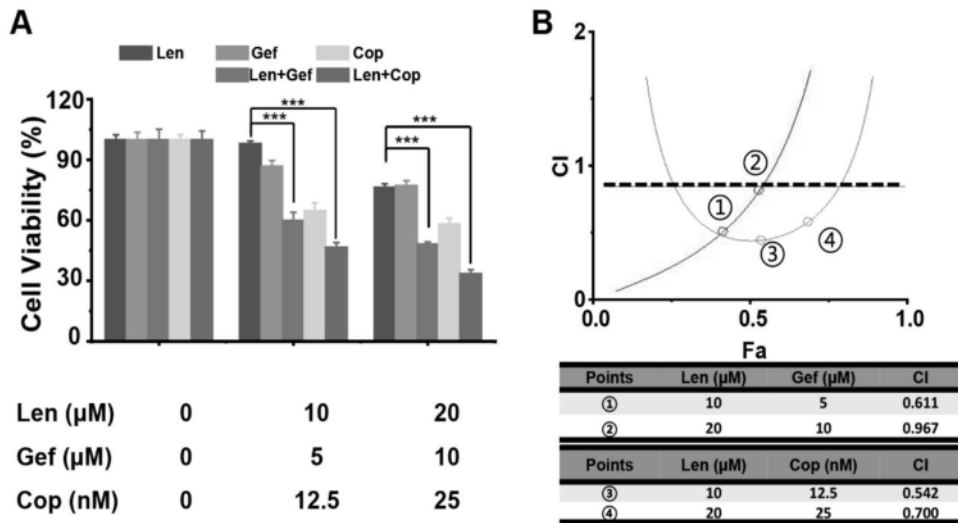 A
Len Gef Cop
Len+Gef Len+Cop
Cell Viability (%)
120
90
60
30
0
***
***
***
***
Len (µM) 0 10 20
Gef (µM) 0 5 10
Cop (nM) 0 12.5 25
B
CI
2
1
0
①
②
③
④
0.0 0.5 1.0
Fa
Points Len (µM) Gef (µM) CI
① 10 5 0.611
② 20 10 0.967
Points Len (µM) Cop (nM) CI
③ 10 12.5 0.542
④ 20 25 0.700